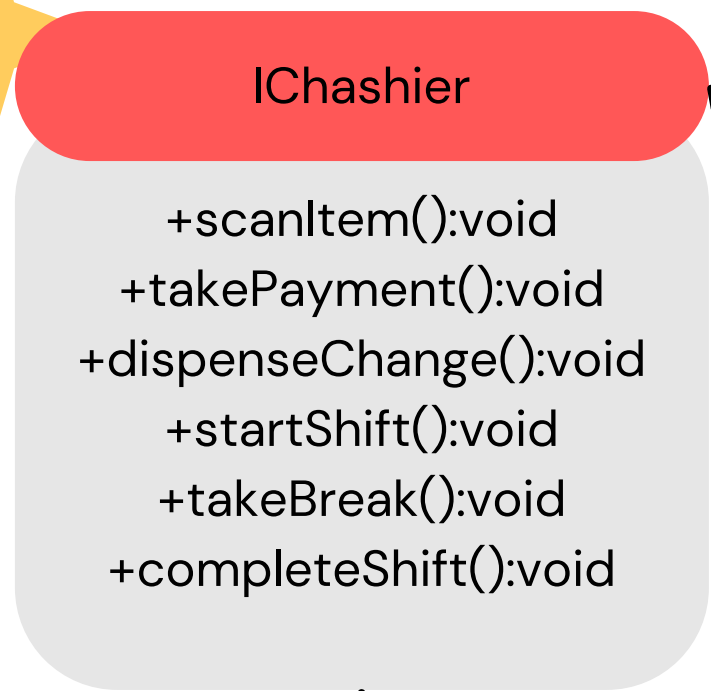 IChashier
+scanItem():void
+takePayment():void
+dispenseChange():void
+startShift():void
+takeBreak():void
+completeShift():void